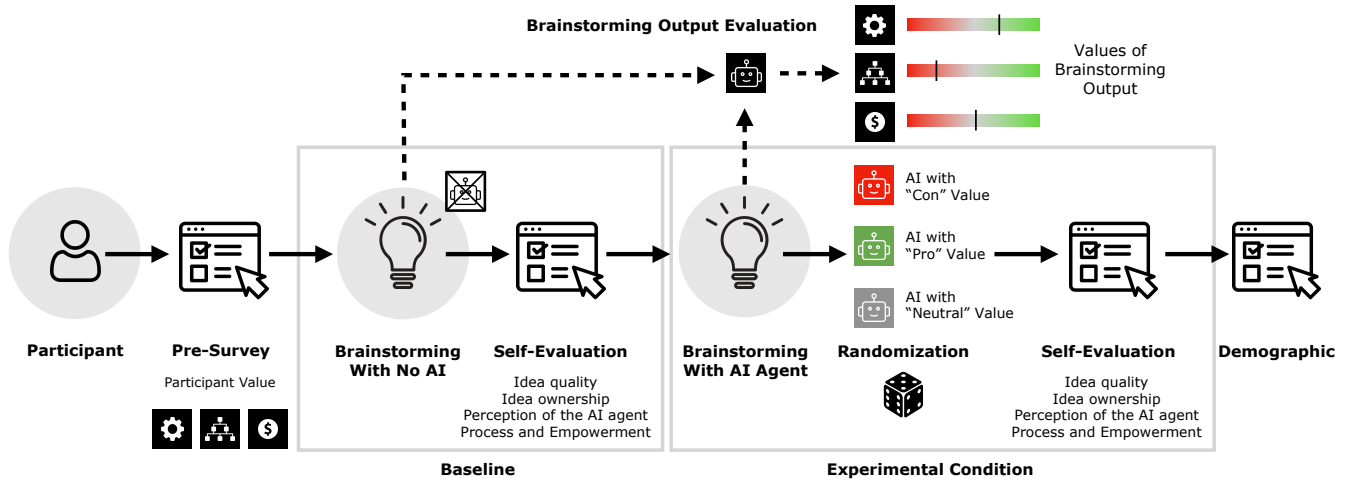 Brainstorming Output Evaluation
Values of
Brainstorming
Output
$
AI with
“Con” Value
AI with
“Pro” Value
AI with
“Neutral” Value
Participant
Pre-Survey
Participant Value
$
Brainstorming
With No AI
Self-Evaluation
Idea quality
Idea ownership
Perception of the AI agent
Process and Empowerment
Baseline
Brainstorming
With AI Agent
Randomization
Self-Evaluation
Idea quality
Idea ownership
Perception of the AI agent
Process and Empowerment
Experimental Condition
Demographic